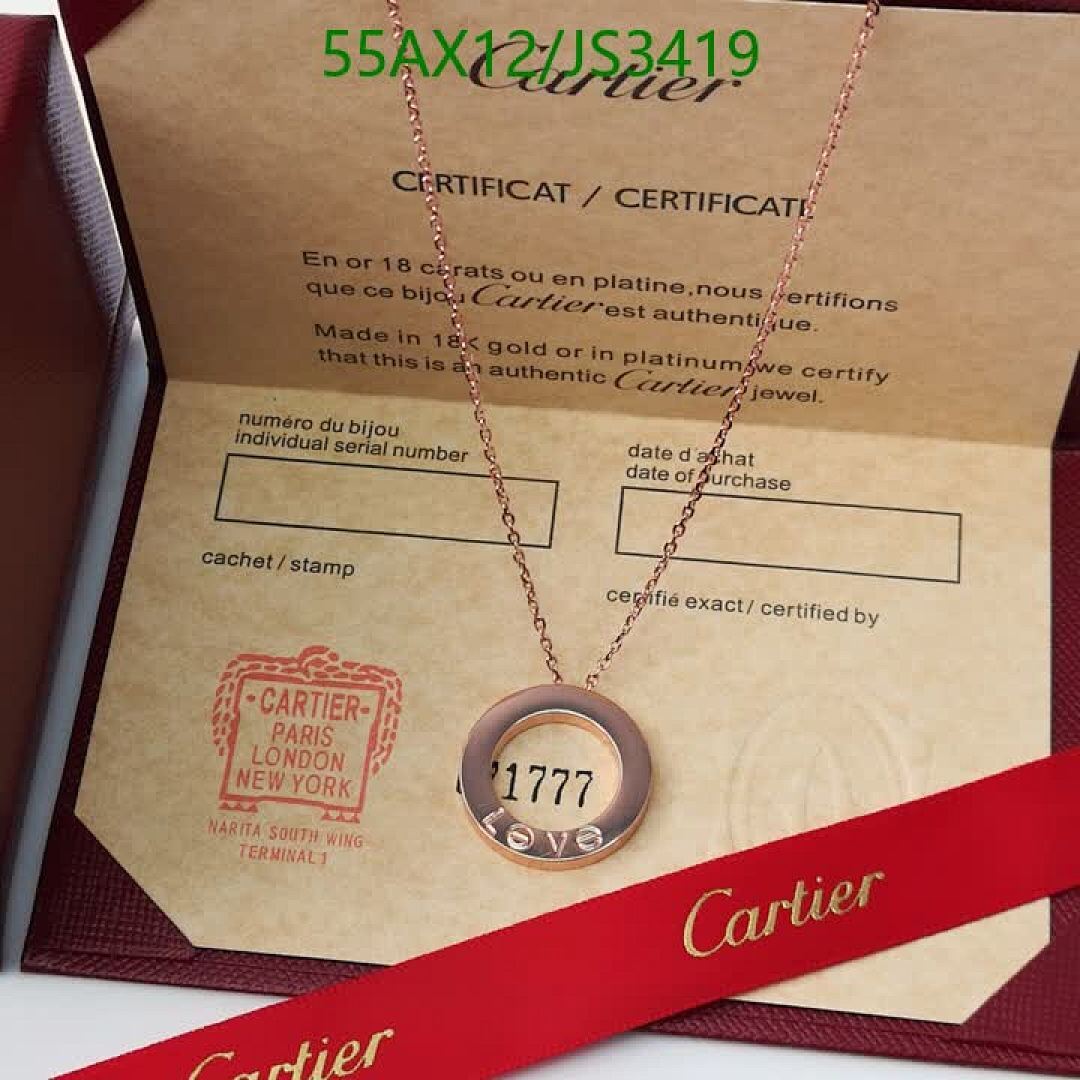 55AX12/JS3419
Cartier
CERTIFICAT / CERTIFICATE
En or 18 carats ou en platine,nous certifions
que ce bijou Cartier est authentique.
Made in 18K gold or in platinum,we certify
that this is an authentic Cartier jewel.
numéro du bijou
individual serial number
date d'achat
date of purchase
cachet / stamp
certifié exact / certified by
CARTIER
PARIS
LONDON
NEW YORK
NARITA SOUTH WING
TERMINAL 1
71777
LOVE
Cartier
Cartier